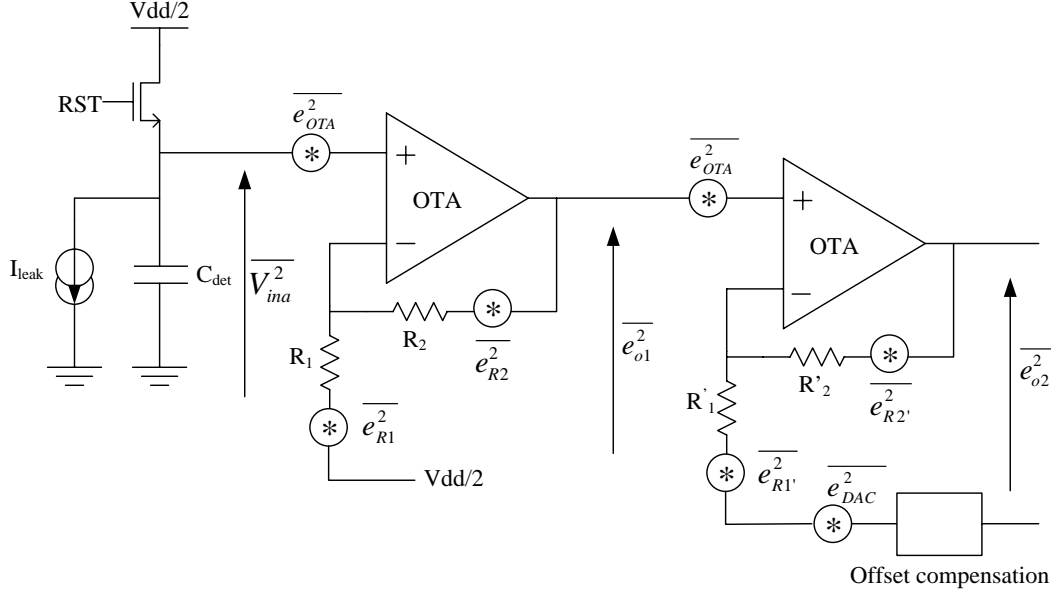 Vdd/2
RST
e²OTA
+
OTA
−
Ileak
Cdet
V²ina
R1
R2
e²R2
e²R1
Vdd/2
e²o1
e²OTA
+
OTA
−
R'1
R'2
e²R2'
e²R1'
e²DAC
e²o2
Offset compensation